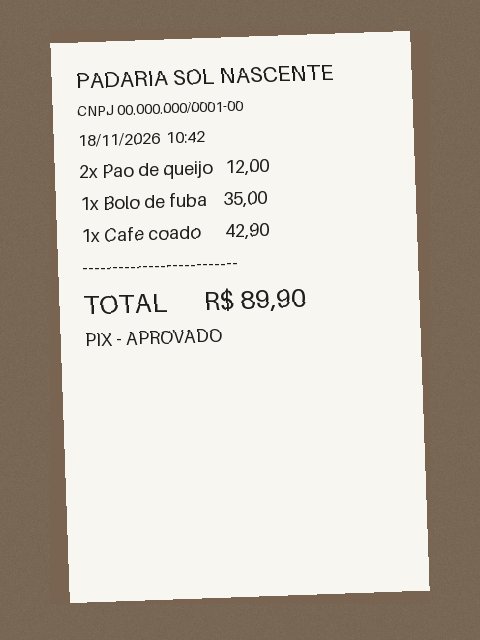 PADARIA SOL NASCENTE
CNPJ 00.000.000/0001-00
18/11/2026 10:42
2x Pao de queijo 12,00
1x Bolo de fuba 35,00
1x Cafe coado 42,90
--------------------------
TOTAL R$ 89,90
PIX - APROVADO